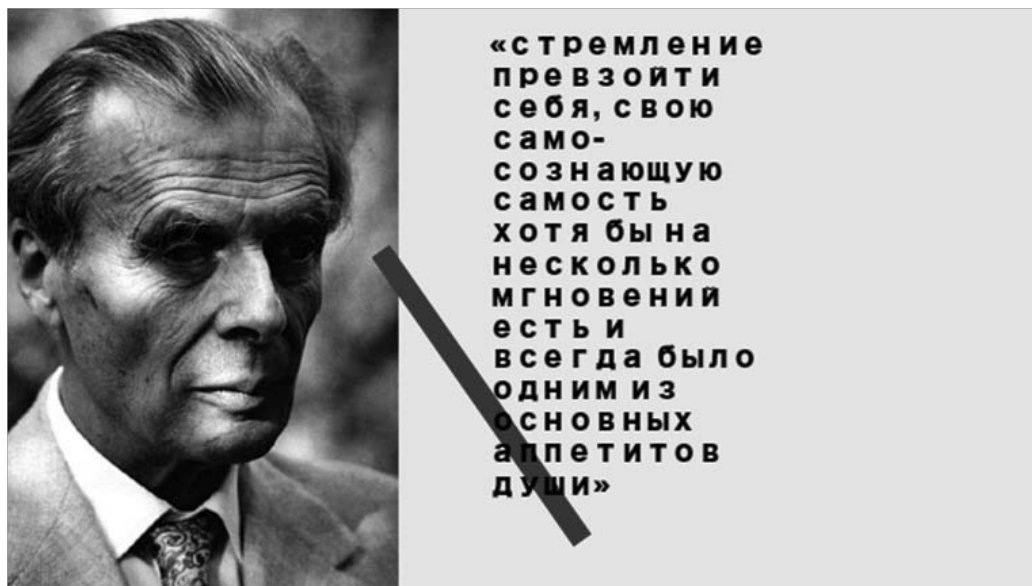 «стремление
превзойти
себя, свою
само-
сознающую
самость
хотя бы на
несколько
мгновений
есть и
всегда было
одним из
основных
аппетитов
души»